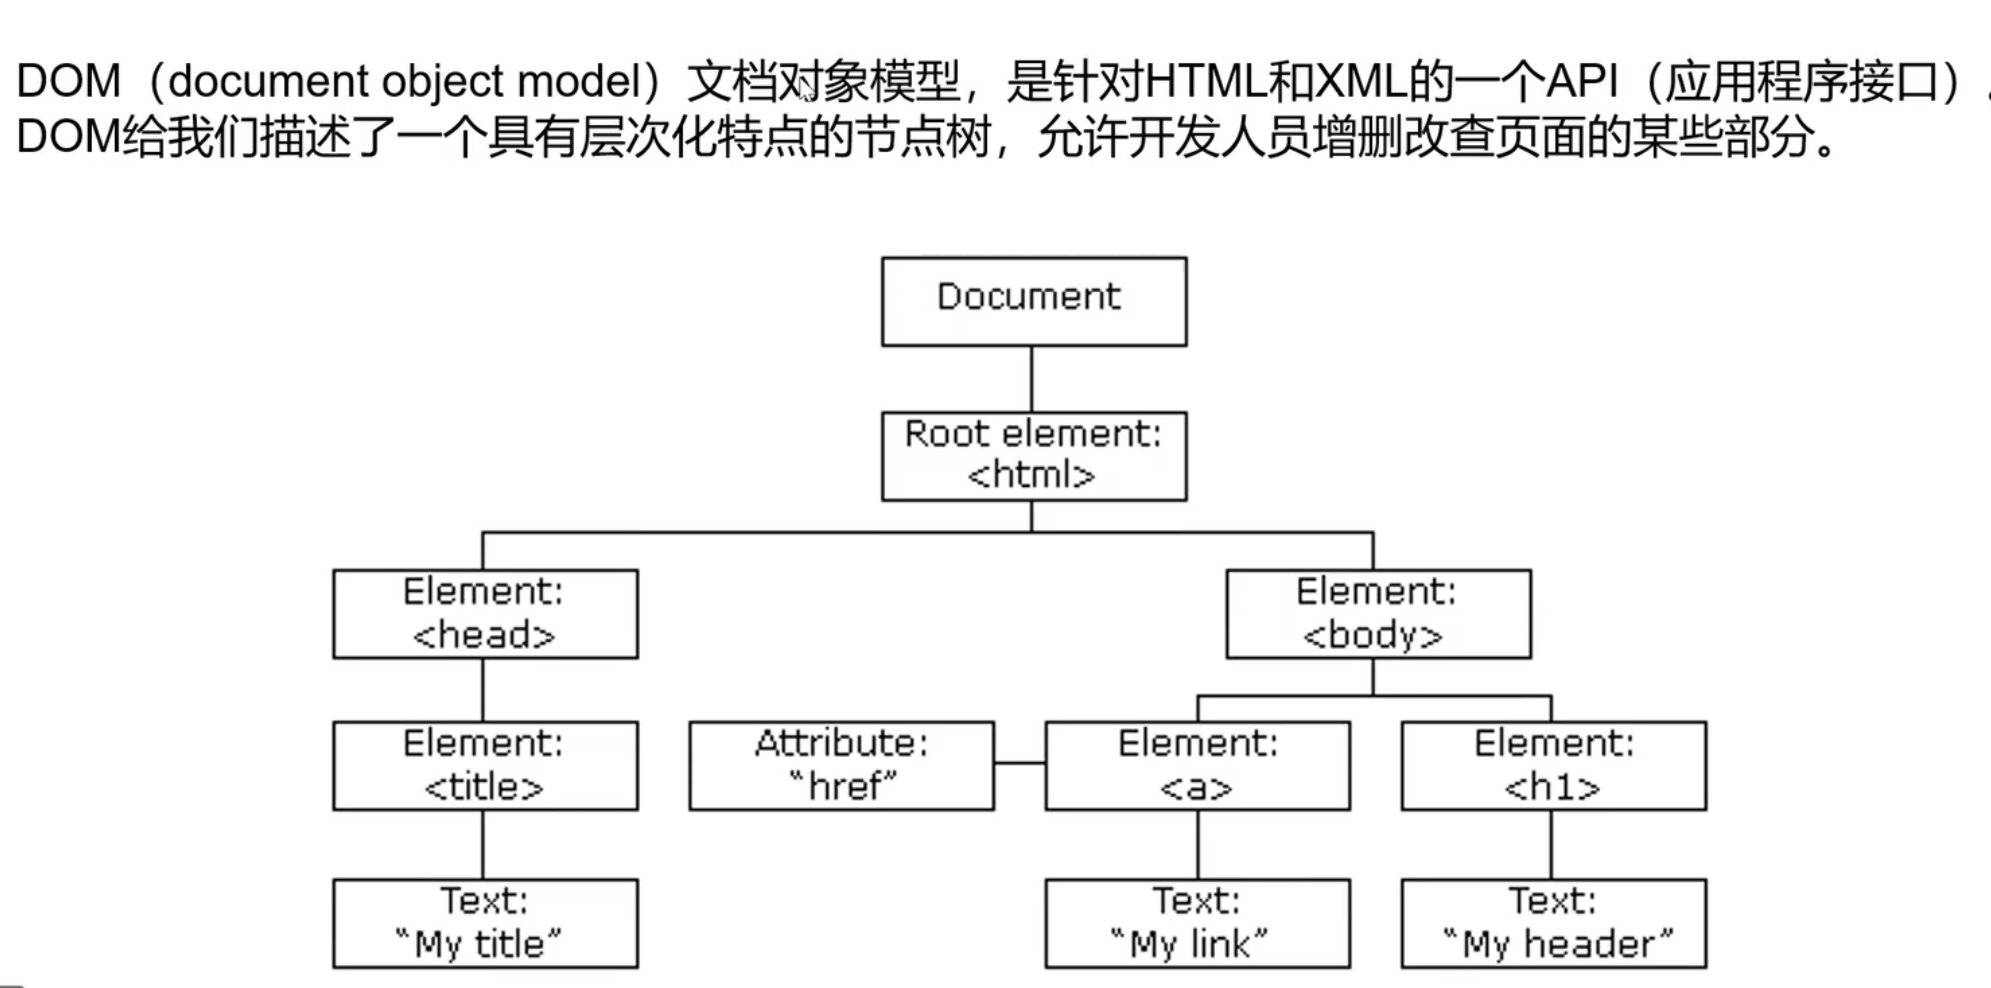 DOM（document object model）文档对象模型，是针对HTML和XML的一个API（应用程序接口）.
DOM给我们描述了一个具有层次化特点的节点树，允许开发人员增删改查页面的某些部分。
Document
Root element:
<html>
Element:
<head>
Element:
<body>
Element:
<title>
Attribute:
“href”
Element:
<a>
Element:
<h1>
Text:
“My title”
Text:
“My link”
Text:
“My header”